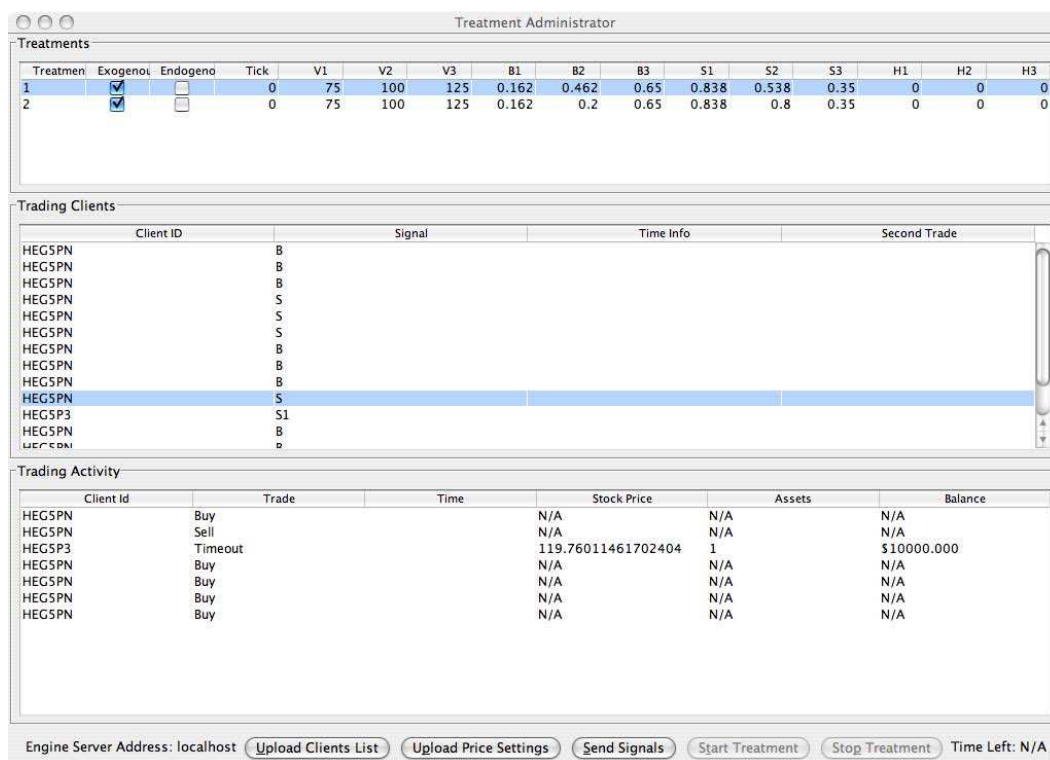 Treatment Administrator
Treatments
Treatmen Exogenou Endogeno Tick V1 V2 V3 B1 B2 B3 S1 S2 S3 H1 H2 H3
1 0 75 100 125 0.162 0.462 0.65 0.838 0.538 0.35 0 0 0
2 0 75 100 125 0.162 0.2 0.65 0.838 0.8 0.35 0 0 0
Trading Clients
Client ID Signal Time Info Second Trade
HEG5PN B
HEG5PN B
HEG5PN B
HEG5PN S
HEG5PN S
HEG5PN S
HEG5PN B
HEG5PN B
HEG5PN B
HEG5PN S
HEG5P3 S1
HEG5PN B
HEG5PN B
Trading Activity
Client Id Trade Time Stock Price Assets Balance
HEG5PN Buy N/A N/A N/A
HEG5PN Sell N/A N/A N/A
HEG5P3 Timeout 119.76011461702404 1 $10000.000
HEG5PN Buy N/A N/A N/A
HEG5PN Buy N/A N/A N/A
HEG5PN Buy N/A N/A N/A
HEG5PN Buy N/A N/A N/A
Engine Server Address: localhost Upload Clients List Upload Price Settings Send Signals Start Treatment Stop Treatment Time Left: N/A